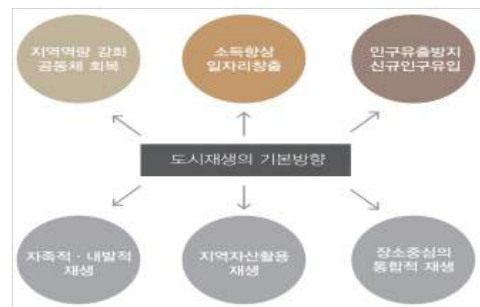 지역역량 강화
공동체 회복
소득향상
일자리창출
인구유출방지
신규인구유입
도시재생의 기본방향
자족적 · 내발적
재생
지역자산활용
재생
장소중심의
통합적 재생